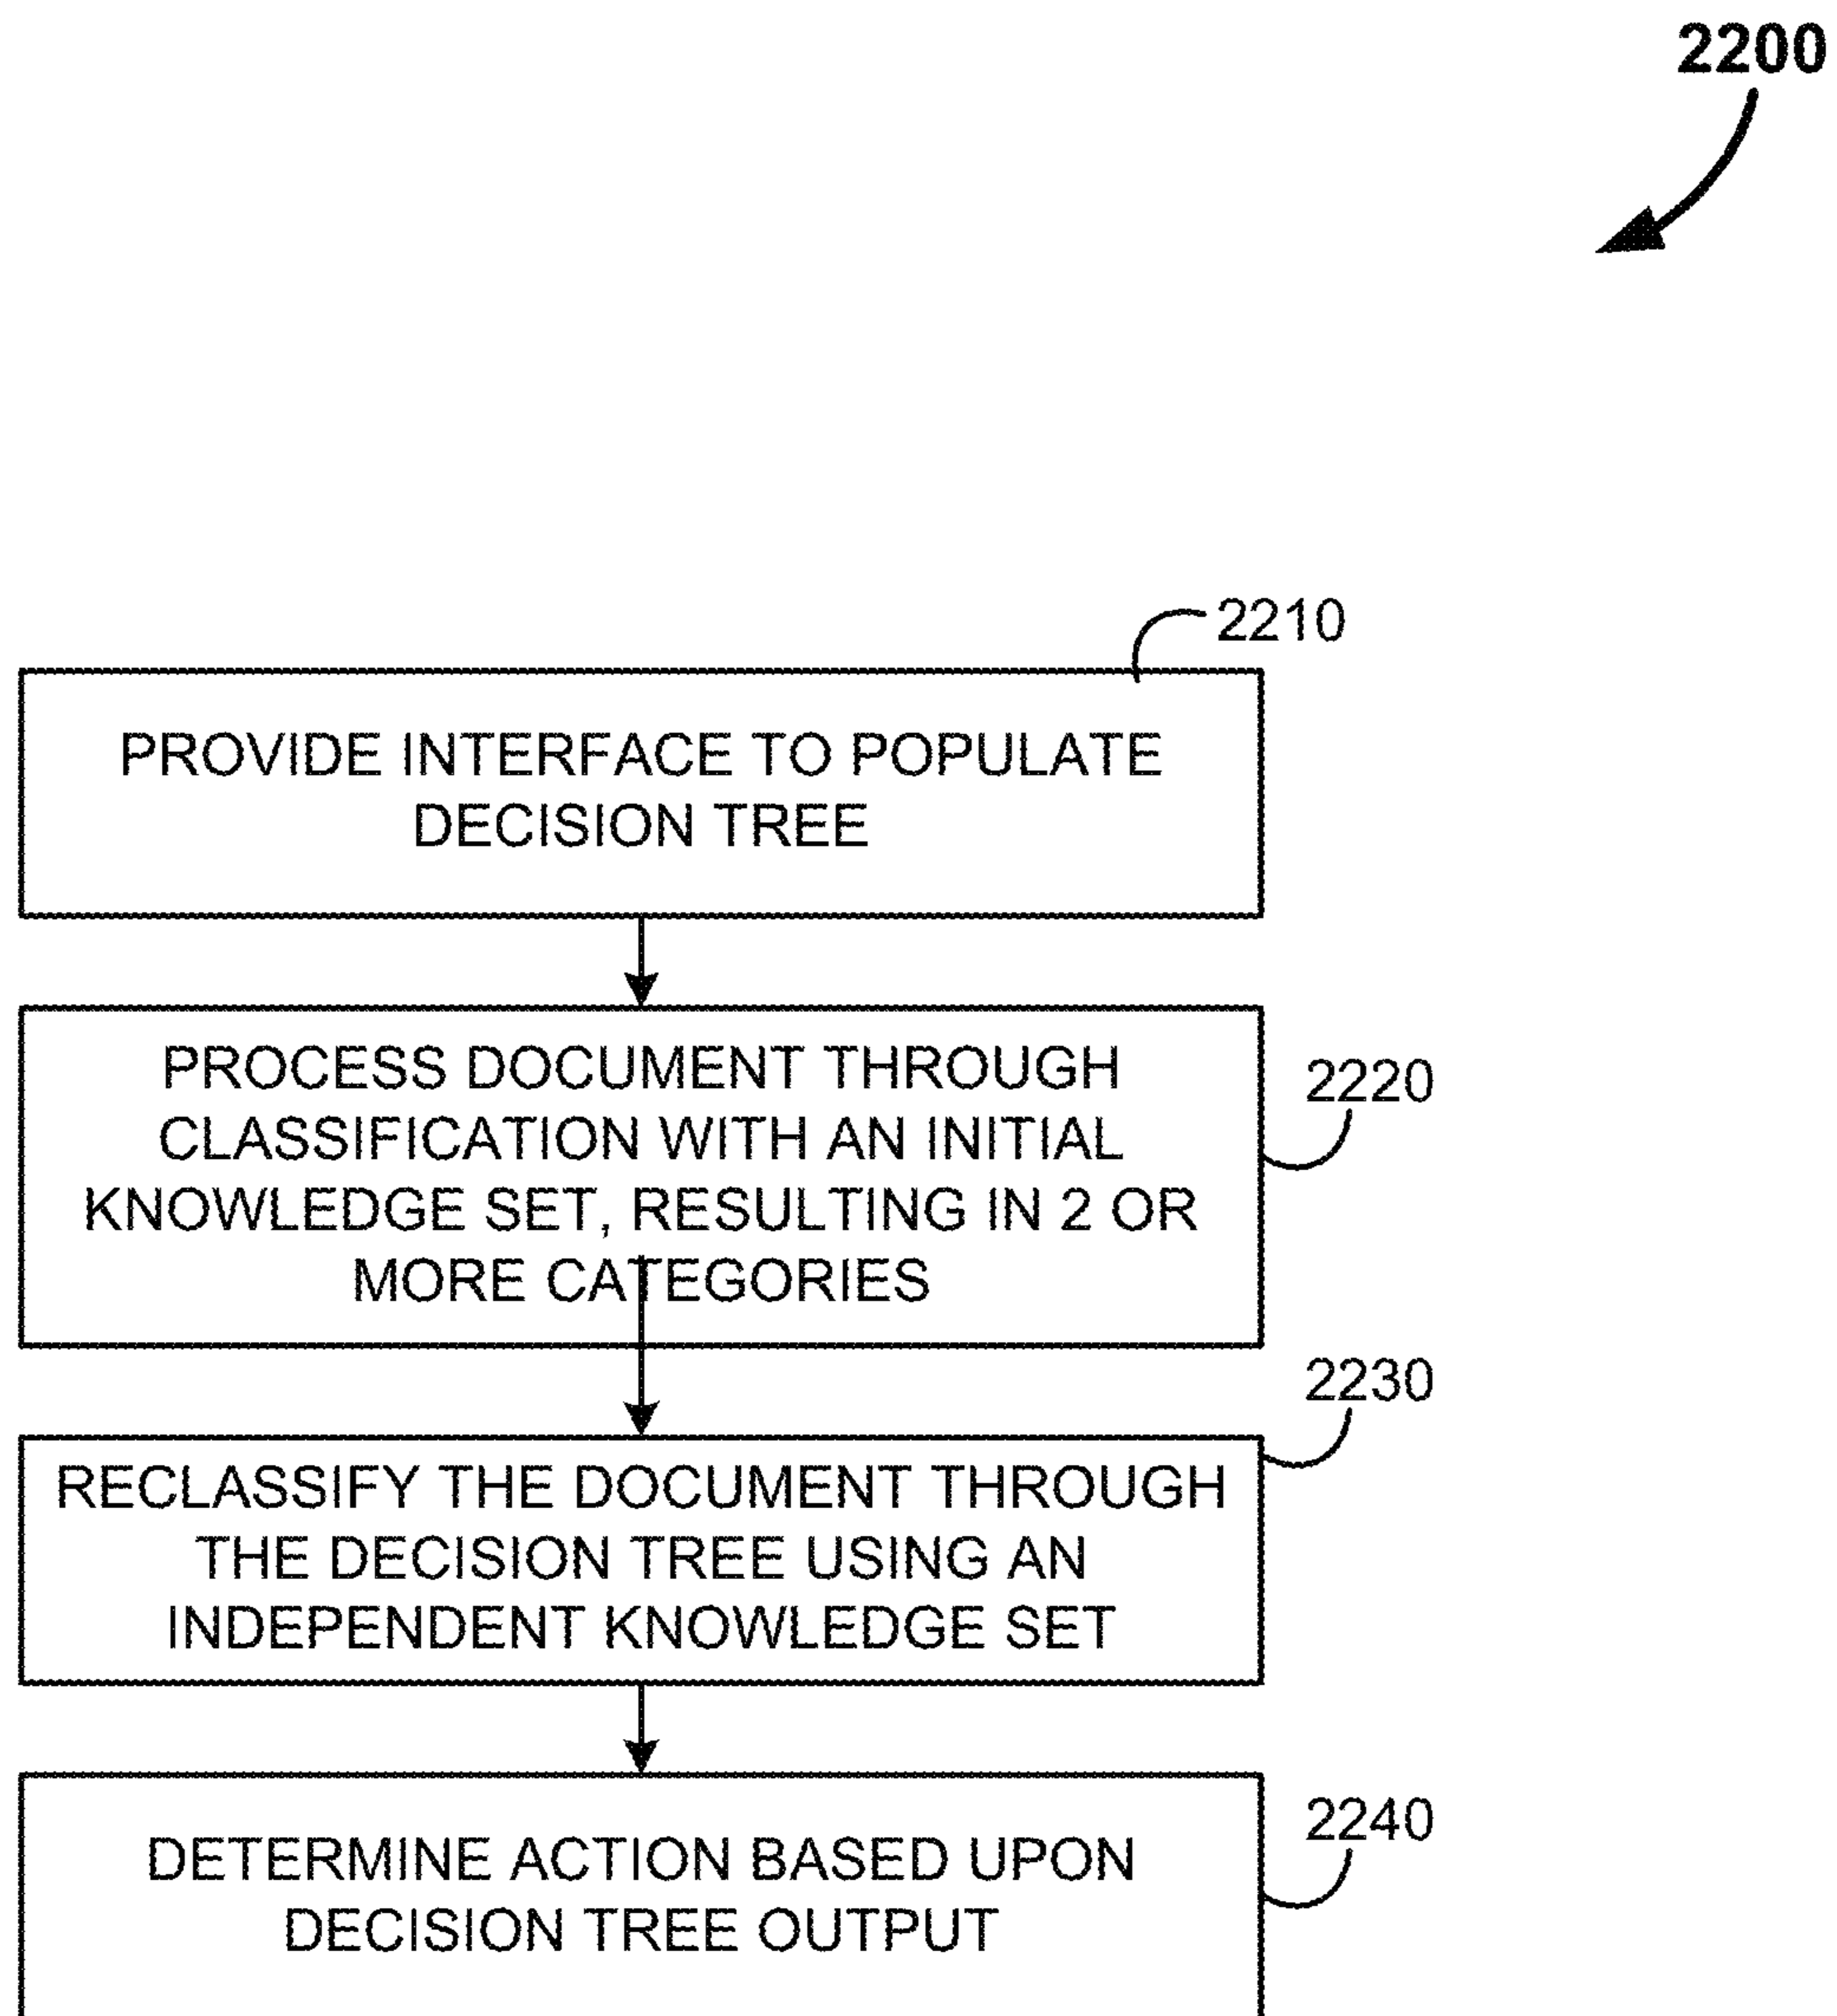 2200
2210
PROVIDE INTERFACE TO POPULATE
DECISION TREE
PROCESS DOCUMENT THROUGH
CLASSIFICATION WITH AN INITIAL
KNOWLEDGE SET, RESULTING IN 2 OR
MORE CATEGORIES
2220
2230
RECLASSIFY THE DOCUMENT THROUGH
THE DECISION TREE USING AN
INDEPENDENT KNOWLEDGE SET
2240
DETERMINE ACTION BASED UPON
DECISION TREE OUTPUT